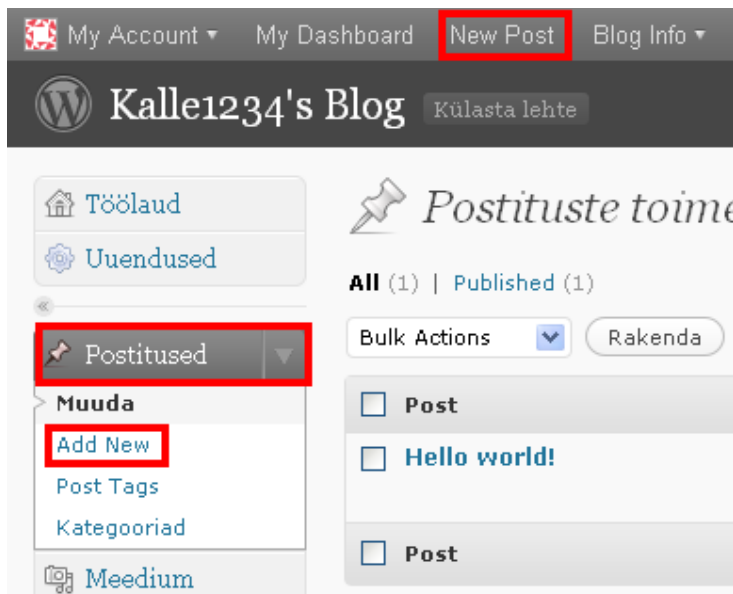 My Account My Dashboard New Post Blog Info
Kalle1234's Blog Külasta lehte
Töölaud
Uuendused
Postitused
Muuda
Add New
Post Tags
Kategooriad
Meedium
Postituste
All (1) | Published (1)
Bulk Actions Rakenda
Post
Hello world!
Post